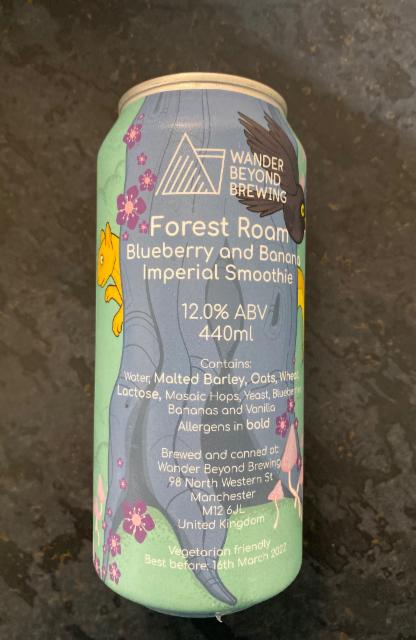 WANDER
BEYOND
BREWING
Forest Roam
Blueberry and Banana
Imperial Smoothie
12.0% ABV
440ml
Contains:
Water, Malted Barley, Oats, Wheat,
Lactose, Mosaic Hops, Yeast, Blueberries
Bananas and Vanilla
Allergens in bold
Brewed and canned at
Wander Beyond Brewing
98 North Western St
Manchester
M12 6JL
United Kingdom
Vegetarian friendly
Best before: 16th March 2022